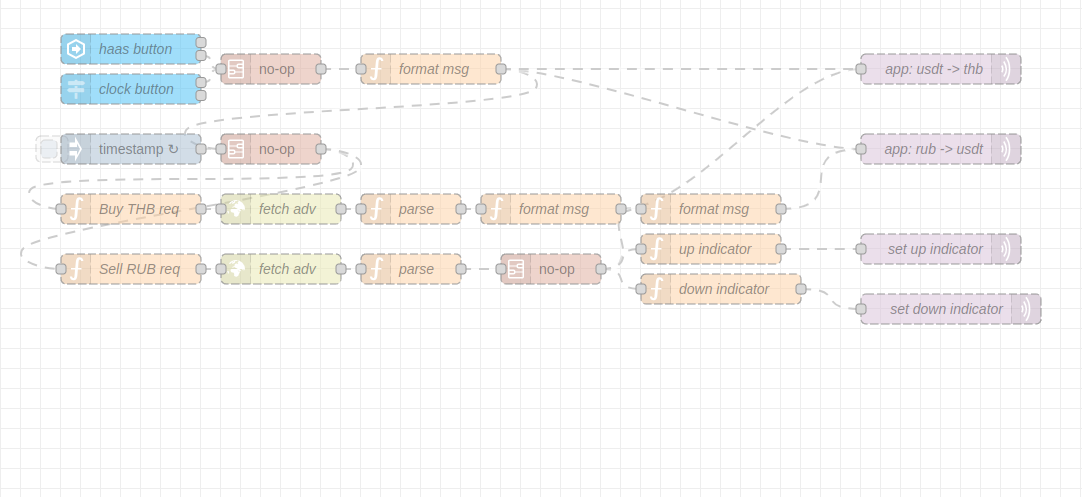 haas button
no-op
format msg
app: usdt -> thb
clock button
timestamp ↻
no-op
app: rub -> usdt
Buy THB req
fetch adv
parse
format msg
format msg
up indicator
set up indicator
Sell RUB req
fetch adv
parse
no-op
down indicator
set down indicator